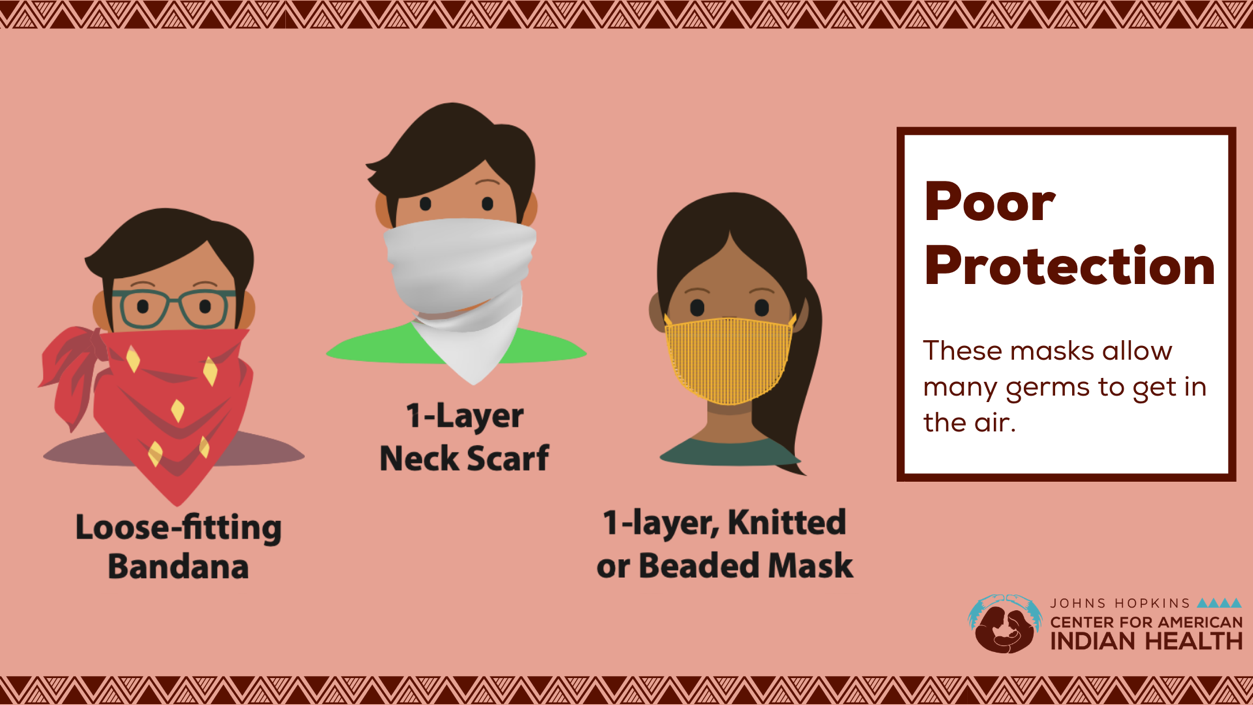 Loose-fitting
Bandana
1-Layer
Neck Scarf
1-layer, Knitted
or Beaded Mask
Poor
Protection
These masks allow
many germs to get in
the air.
JOHNS HOPKINS
CENTER FOR AMERICAN
INDIAN HEALTH